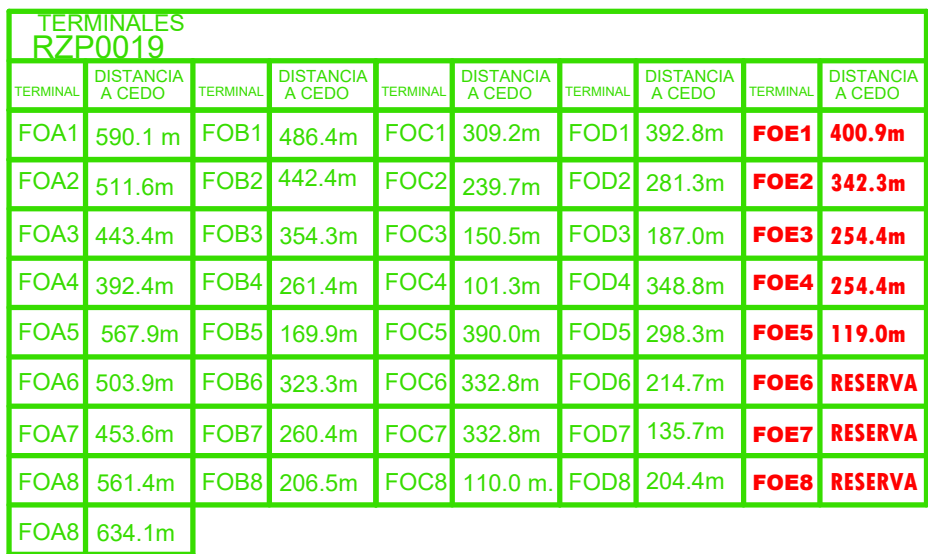 TERMINALES
RZP0019
TERMINAL DISTANCIA A CEDO TERMINAL DISTANCIA A CEDO TERMINAL DISTANCIA A CEDO TERMINAL DISTANCIA A CEDO TERMINAL DISTANCIA A CEDO
FOA1 590.1 m FOB1 486.4m FOC1 309.2m FOD1 392.8m FOE1 400.9m
FOA2 511.6m FOB2 442.4m FOC2 239.7m FOD2 281.3m FOE2 342.3m
FOA3 443.4m FOB3 354.3m FOC3 150.5m FOD3 187.0m FOE3 254.4m
FOA4 392.4m FOB4 261.4m FOC4 101.3m FOD4 348.8m FOE4 254.4m
FOA5 567.9m FOB5 169.9m FOC5 390.0m FOD5 298.3m FOE5 119.0m
FOA6 503.9m FOB6 323.3m FOC6 332.8m FOD6 214.7m FOE6 RESERVA
FOA7 453.6m FOB7 260.4m FOC7 332.8m FOD7 135.7m FOE7 RESERVA
FOA8 561.4m FOB8 206.5m FOC8 110.0 m. FOD8 204.4m FOE8 RESERVA
FOA8 634.1m